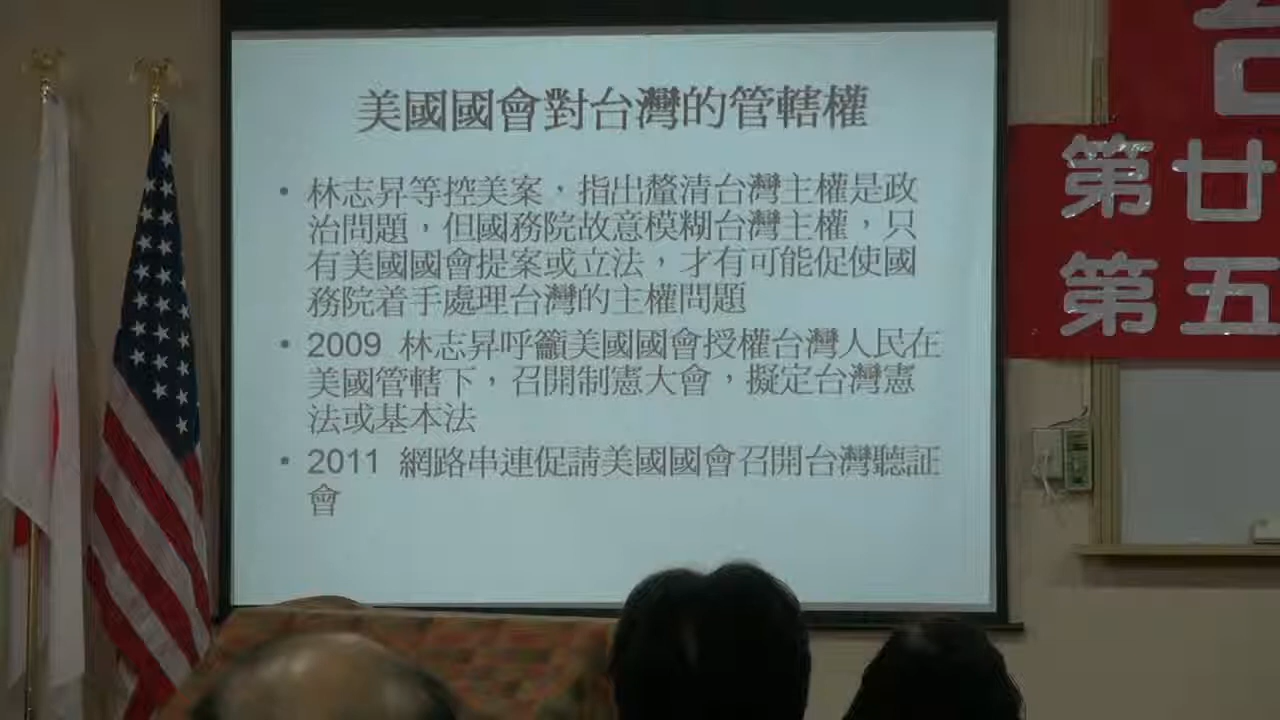 美國國會對台灣的管轄權
• 林志昇等控美案，指出釐清台灣主權是政
治問題，但國務院故意模糊台灣主權，只
有美國國會提案或立法，才有可能促使國
務院着手處理台灣的主權問題
• 2009 林志昇呼籲美國國會授權台灣人民在
美國管轄下，召開制憲大會，擬定台灣憲
法或基本法
• 2011 網路串連促請美國國會召開台灣聽証
會
第廿
第五